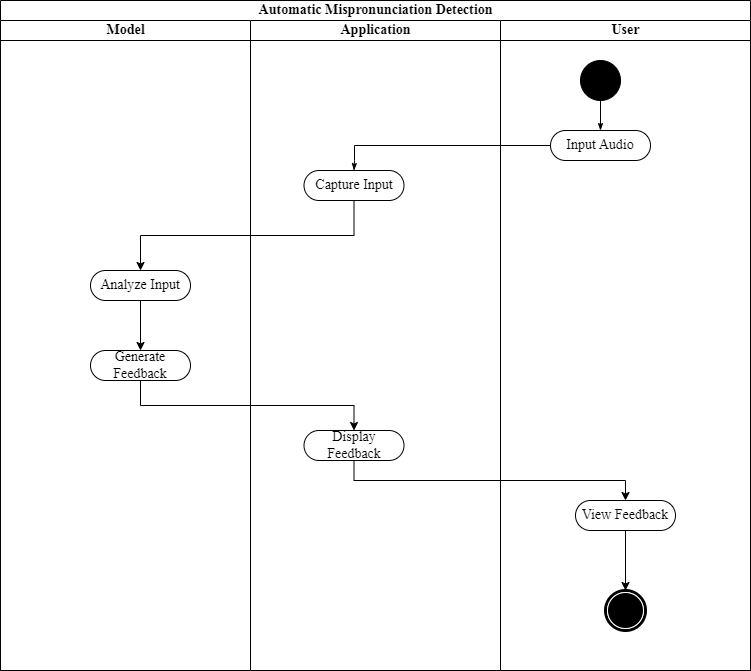 Automatic Mispronunciation Detection
Model
Application
User
Input Audio
Capture Input
Analyze Input
Generate
Feedback
Display
Feedback
View Feedback